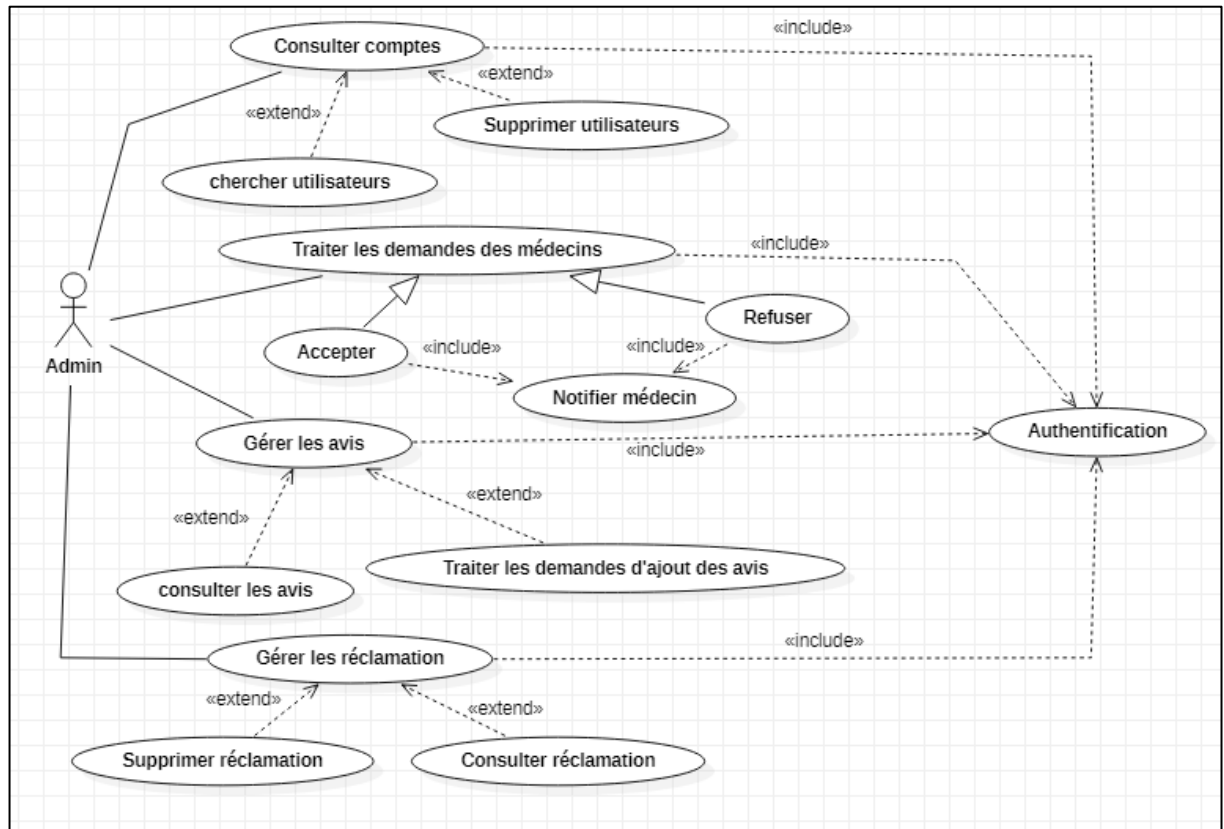 «include»
Consulter comptes
«extend»
«extend»
Supprimer utilisateurs
chercher utilisateurs
Traiter les demandes des médecins
«include»
Refuser
Accepter
«include»
«include»
Admin
Notifier médecin
Gérer les avis
«include»
Authentification
«extend»
«extend»
Traiter les demandes d'ajout des avis
consulter les avis
Gérer les réclamation
«include»
«extend»
«extend»
Supprimer réclamation
Consulter réclamation